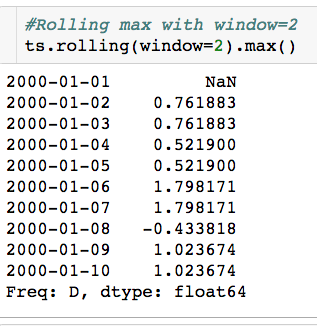 #Rolling max with window=2
ts.rolling(window=2).max()
2000-01-01 NaN
2000-01-02 0.761883
2000-01-03 0.761883
2000-01-04 0.521900
2000-01-05 0.521900
2000-01-06 1.798171
2000-01-07 1.798171
2000-01-08 -0.433818
2000-01-09 1.023674
2000-01-10 1.023674
Freq: D, dtype: float64